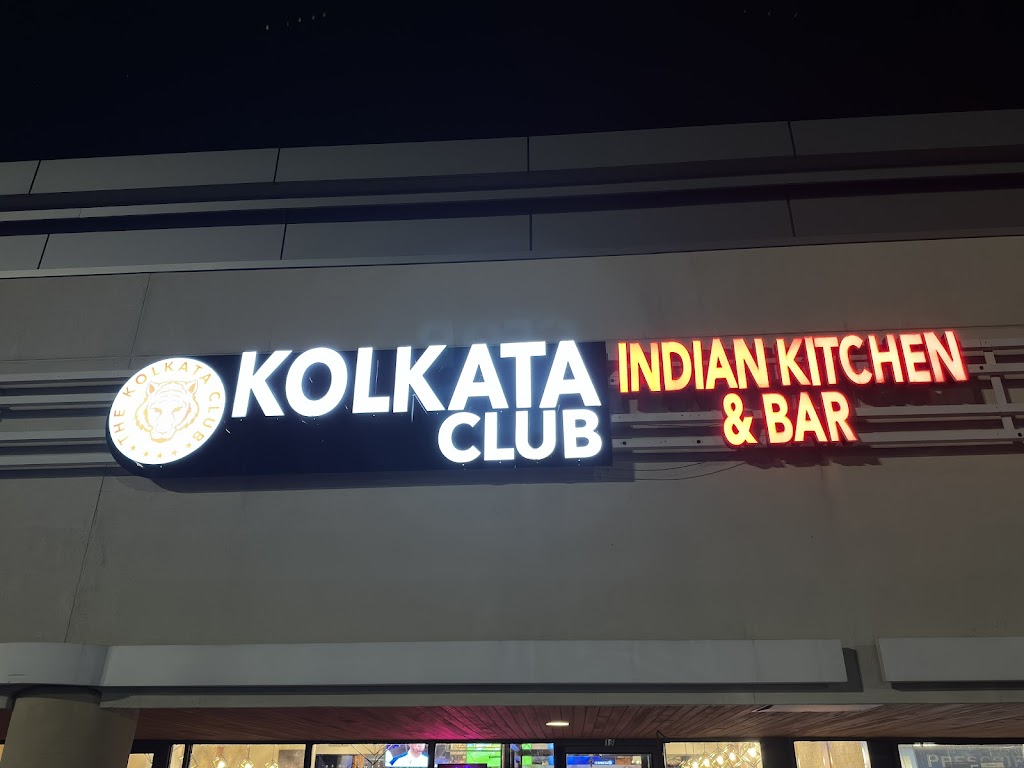 THE KOLKATA CLUB
KOLKATA
CLUB
INDIAN KITCHEN
& BAR